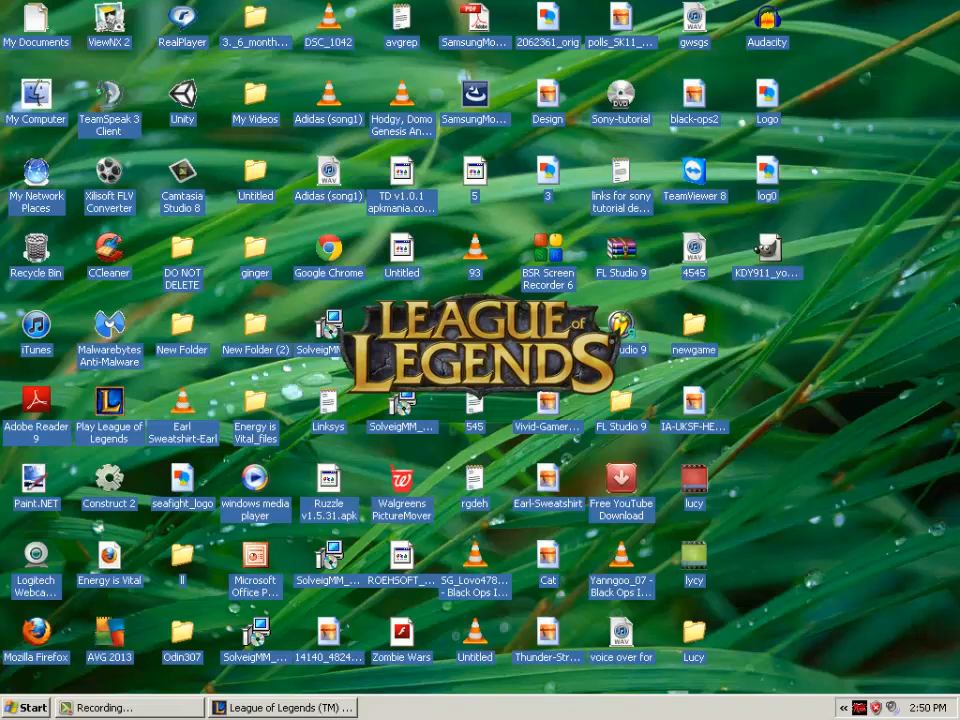 My Documents
ViewNX 2
RealPlayer
3._6_month...
DSC_1042
avgrep
SamsungMo...
2062361_orig
polls_SK11_...
gwsgs
Audacity
My Computer
TeamSpeak 3
Client
Unity
My Videos
Adidas (song1)
Hodgy, Domo
Genesis An...
SamsungMo...
Design
Sony-tutorial
black-ops2
Logo
My Network
Places
Xilisoft FLV
Converter
Camtasia
Studio 8
Untitled
Adidas (song1)
TD v1.0.1
apkmania.co...
5
3
links for sony
tutorial de...
TeamViewer 8
log0
Recycle Bin
CCleaner
DO NOT
DELETE
ginger
Google Chrome
Untitled
93
BSR Screen
Recorder 6
FL Studio 9
4545
KDY911_yo...
iTunes
Malwarebytes
Anti-Malware
New Folder
New Folder (2)
LEAGUE of
LEGENDS
newgame
Adobe Reader
9
Play League of
Legends
Earl
Sweatshirt-Earl
Energy is
Vital_files
Linksys
SolveigMM_...
545
Vivid-Gamer...
FL Studio 9
IA-UKSF-HE...
Paint.NET
Construct 2
seafight_logo
windows media
player
Ruzzle
v1.5.31.apk
Walgreens
PictureMover
rgdeh
Earl-Sweatshirt
Free YouTube
Download
lucy
Logitech
Webca...
Energy is Vital
Microsoft
Office P...
SolveigMM_...
ROEHSOFT_...
SG_Lovo478...
- Black Ops I...
Cat
Yanngoo_07 -
Black Ops I...
lycy
Mozilla Firefox
AVG 2013
Odin307
SolveigMM_...
14140_4824...
Zombie Wars
Untitled
Thunder-Str...
voice over for
Lucy
Start
Recording...
League of Legends (TM) ...
2:50 PM